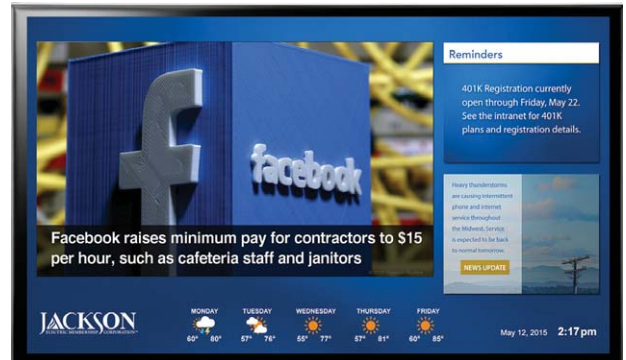 facebook
Facebook raises minimum pay for contractors to $15
per hour, such as cafeteria staff and janitors
Reminders
401K Registration currently
open through Friday, May 22.
See the intranet for 401K
plans and registration details.
Heavy thunderstorms
are causing intermittent
phone and internet
service throughout
the Midwest. Service
is expected to be back
to normal tomorrow.
NEWS UPDATE
JACKSON
ELECTRIC MEMBERSHIP CORPORATION
MONDAY
60° 80°
TUESDAY
57° 76°
WEDNESDAY
55° 77°
THURSDAY
57° 81°
FRIDAY
60° 85°
May 12, 2015 2:17pm